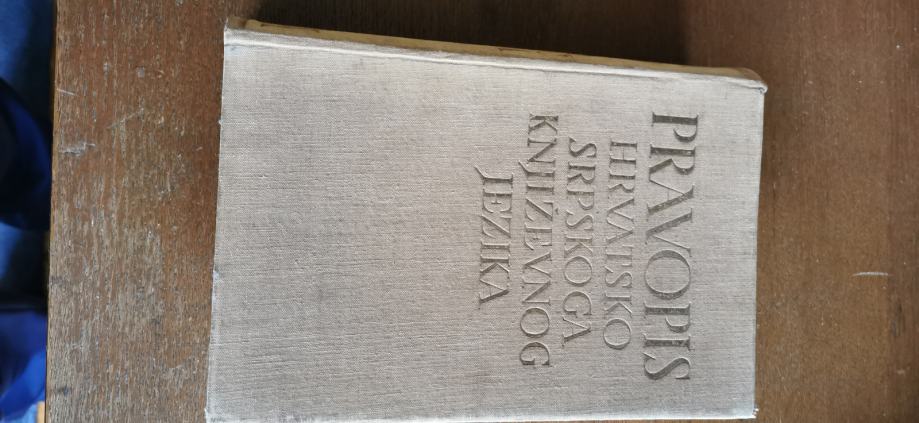 PRAVOPIS
HRVATSKO
SRPSKOGA
KNJIŽEVNOG
JEZIKA